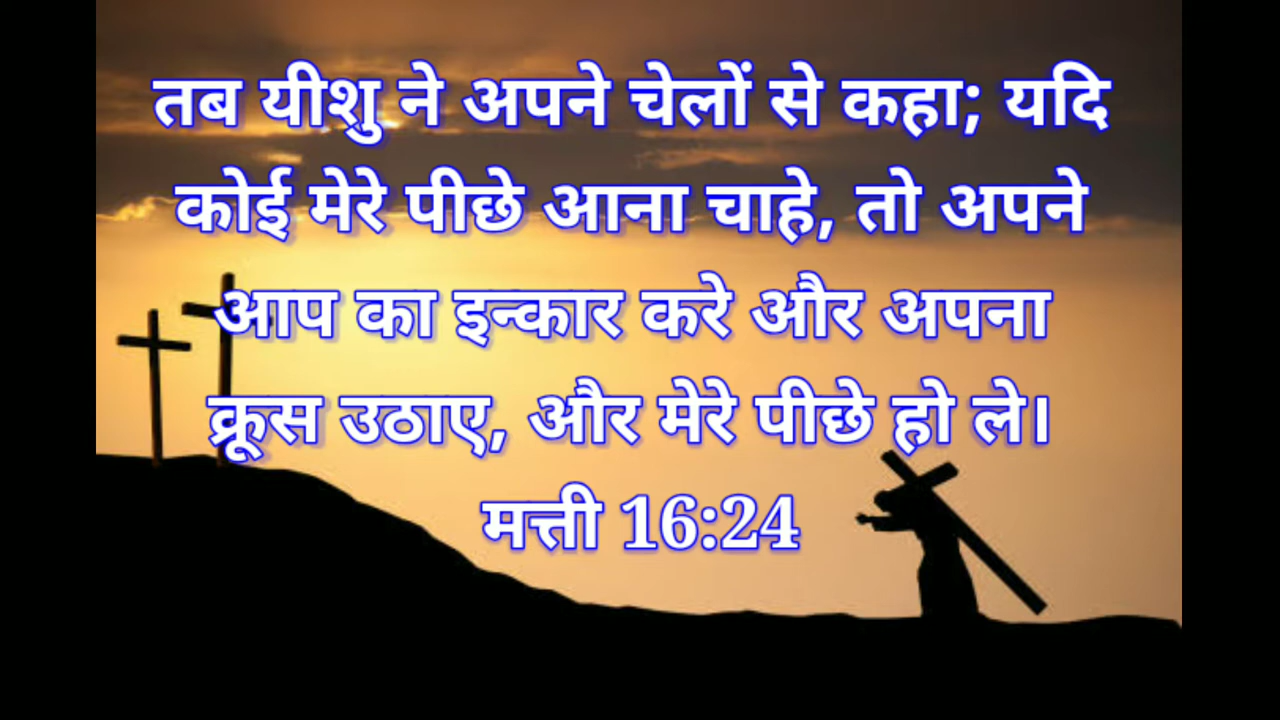 तब यीशु ने अपने चेलों से कहा; यदि
कोई मेरे पीछे आना चाहे, तो अपने
आप का इन्कार करे और अपना
क्रूस उठाए, और मेरे पीछे हो ले।
मत्ती 16:24